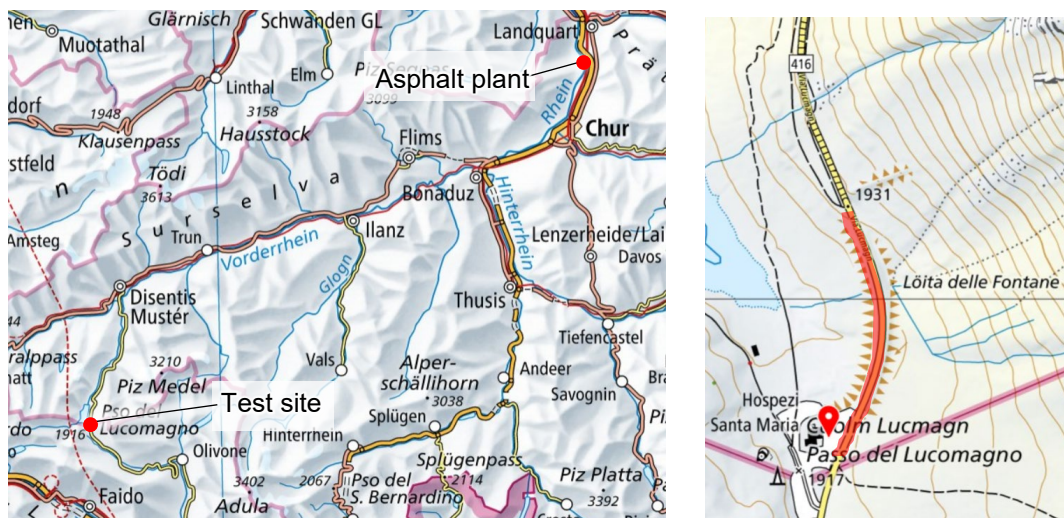 Glärnisch
Schwanden GL
Landquart
Muotathal
Elm
Piz Segnas
3099
Asphalt plant
Linthal
1948
Klausenpass
3158
Hausstock
Rhein
Chur
Flims
Tödi
3613
Surselva
Bonaduz
Hinterrhein
Amsteg
Trun
Vorderrhein
Ilanz
Glogn
Lenzerheide/Lai
Davos
Disentis
Mustér
44
Thusis
Tiefencastel
3210
Piz Medel
Vals
Alper-
schällihorn
3038
Andeer
Savognin
Test site
Pso del
Lucomagno
1916
Splügen
Hinterrhein
Olivone
Splügenpass
2114
Piz Platta
3392
2067
Pso del
S. Bernardino
3402
Adula
Faido
416
1931
Löita delle Fontane
Hospezi
Santa Maria
Lucmagn
Passo del Lucomagno
1917